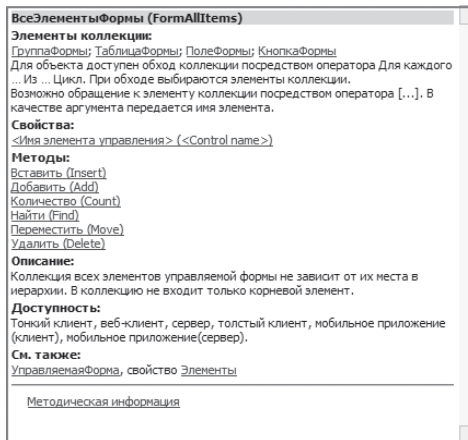 ВсеЭлементыФормы (FormAllItems)
Элементы коллекции:
ГруппаФормы; ТаблицаФормы; ПолеФормы; КнопкаФормы
Для объекта доступен обход коллекции посредством оператора Для каждого
… Из … Цикл. При обходе выбираются элементы коллекции.
Возможно обращение к элементу коллекции посредством оператора [...]. В
качестве аргумента передается имя элемента.
Свойства:
<Имя элемента управления> (<Control name>)
Методы:
Вставить (Insert)
Добавить (Add)
Количество (Count)
Найти (Find)
Переместить (Move)
Удалить (Delete)
Описание:
Коллекция всех элементов управляемой формы не зависит от их места в
иерархии. В коллекцию не входит только корневой элемент.
Доступность:
Тонкий клиент, веб-клиент, сервер, толстый клиент, мобильное приложение
(клиент), мобильное приложение(сервер).
См. также:
УправляемаяФорма, свойство Элементы
Методическая информация